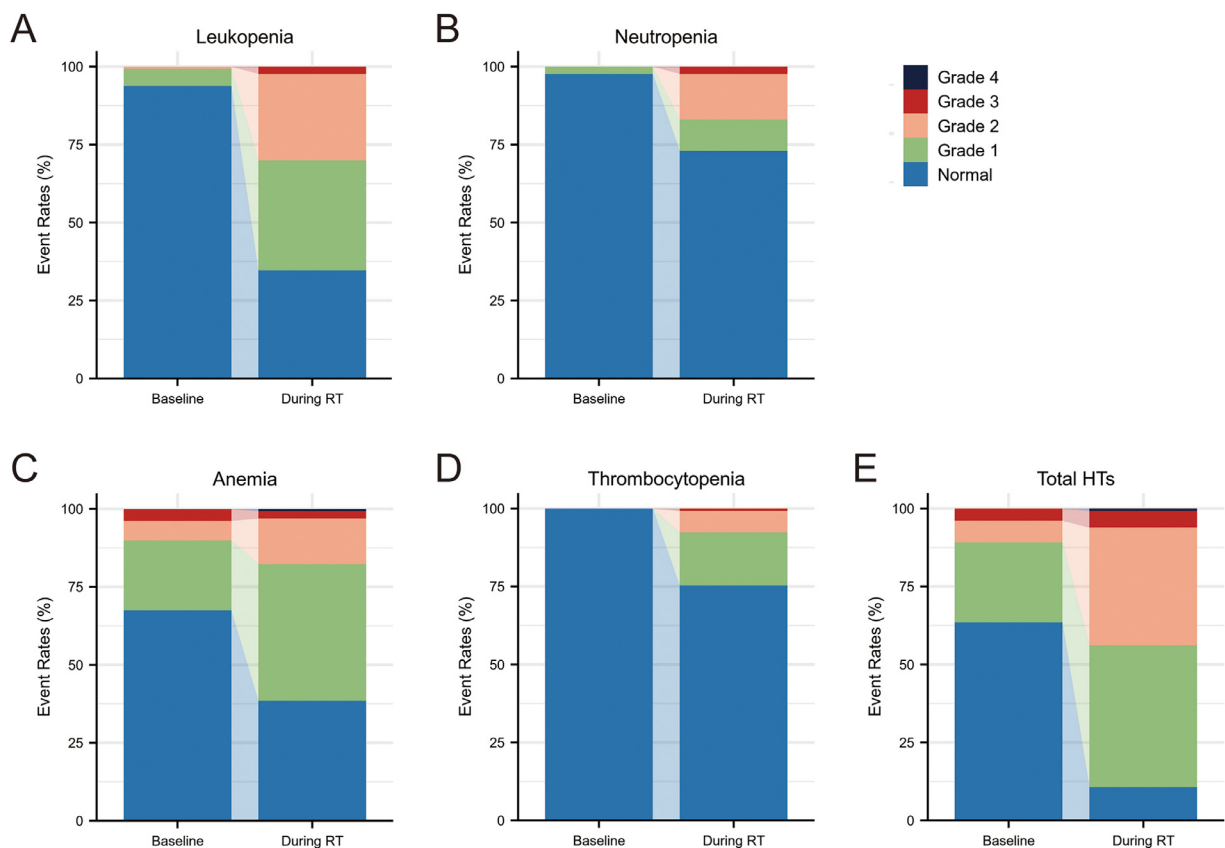 A
Leukopenia
Event Rates (%)
100
75
50
25
0
Baseline
During RT
B
Neutropenia
Event Rates (%)
100
75
50
25
0
Baseline
During RT
Grade 4
Grade 3
Grade 2
Grade 1
Normal
C
Anemia
Event Rates (%)
100
75
50
25
0
Baseline
During RT
D
Thrombocytopenia
Event Rates (%)
100
75
50
25
0
Baseline
During RT
E
Total HTs
Event Rates (%)
100
75
50
25
0
Baseline
During RT